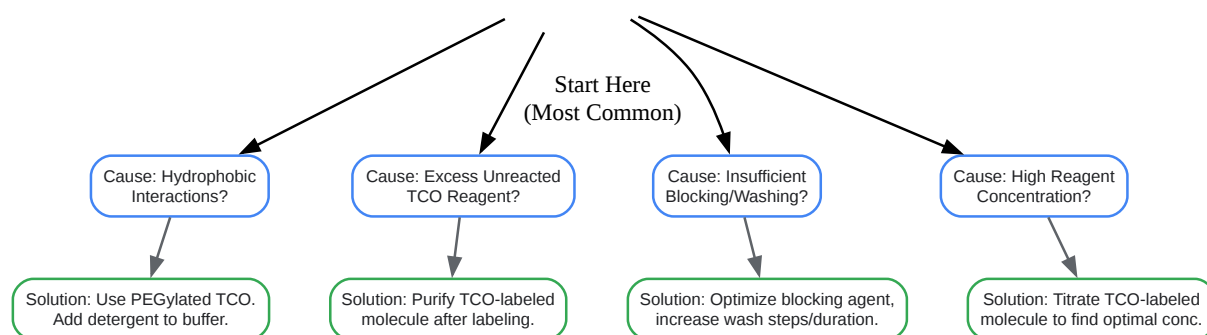 Start Here
(Most Common)
Cause: Hydrophobic
Interactions?
Cause: Excess Unreacted
TCO Reagent?
Cause: Insufficient
Blocking/Washing?
Cause: High Reagent
Concentration?
Solution: Use PEGylated TCO.
Add detergent to buffer.
Solution: Purify TCO-labeled
molecule after labeling.
Solution: Optimize blocking agent,
increase wash steps/duration.
Solution: Titrate TCO-labeled
molecule to find optimal conc.